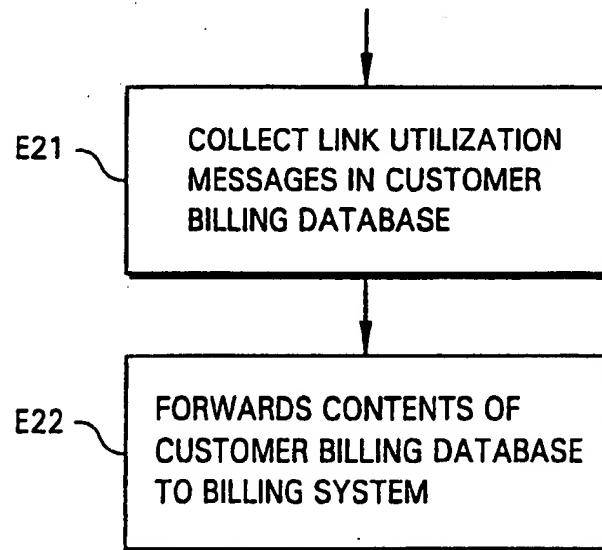 E21
COLLECT LINK UTILIZATION
MESSAGES IN CUSTOMER
BILLING DATABASE
E22
FORWARDS CONTENTS OF
CUSTOMER BILLING DATABASE
TO BILLING SYSTEM